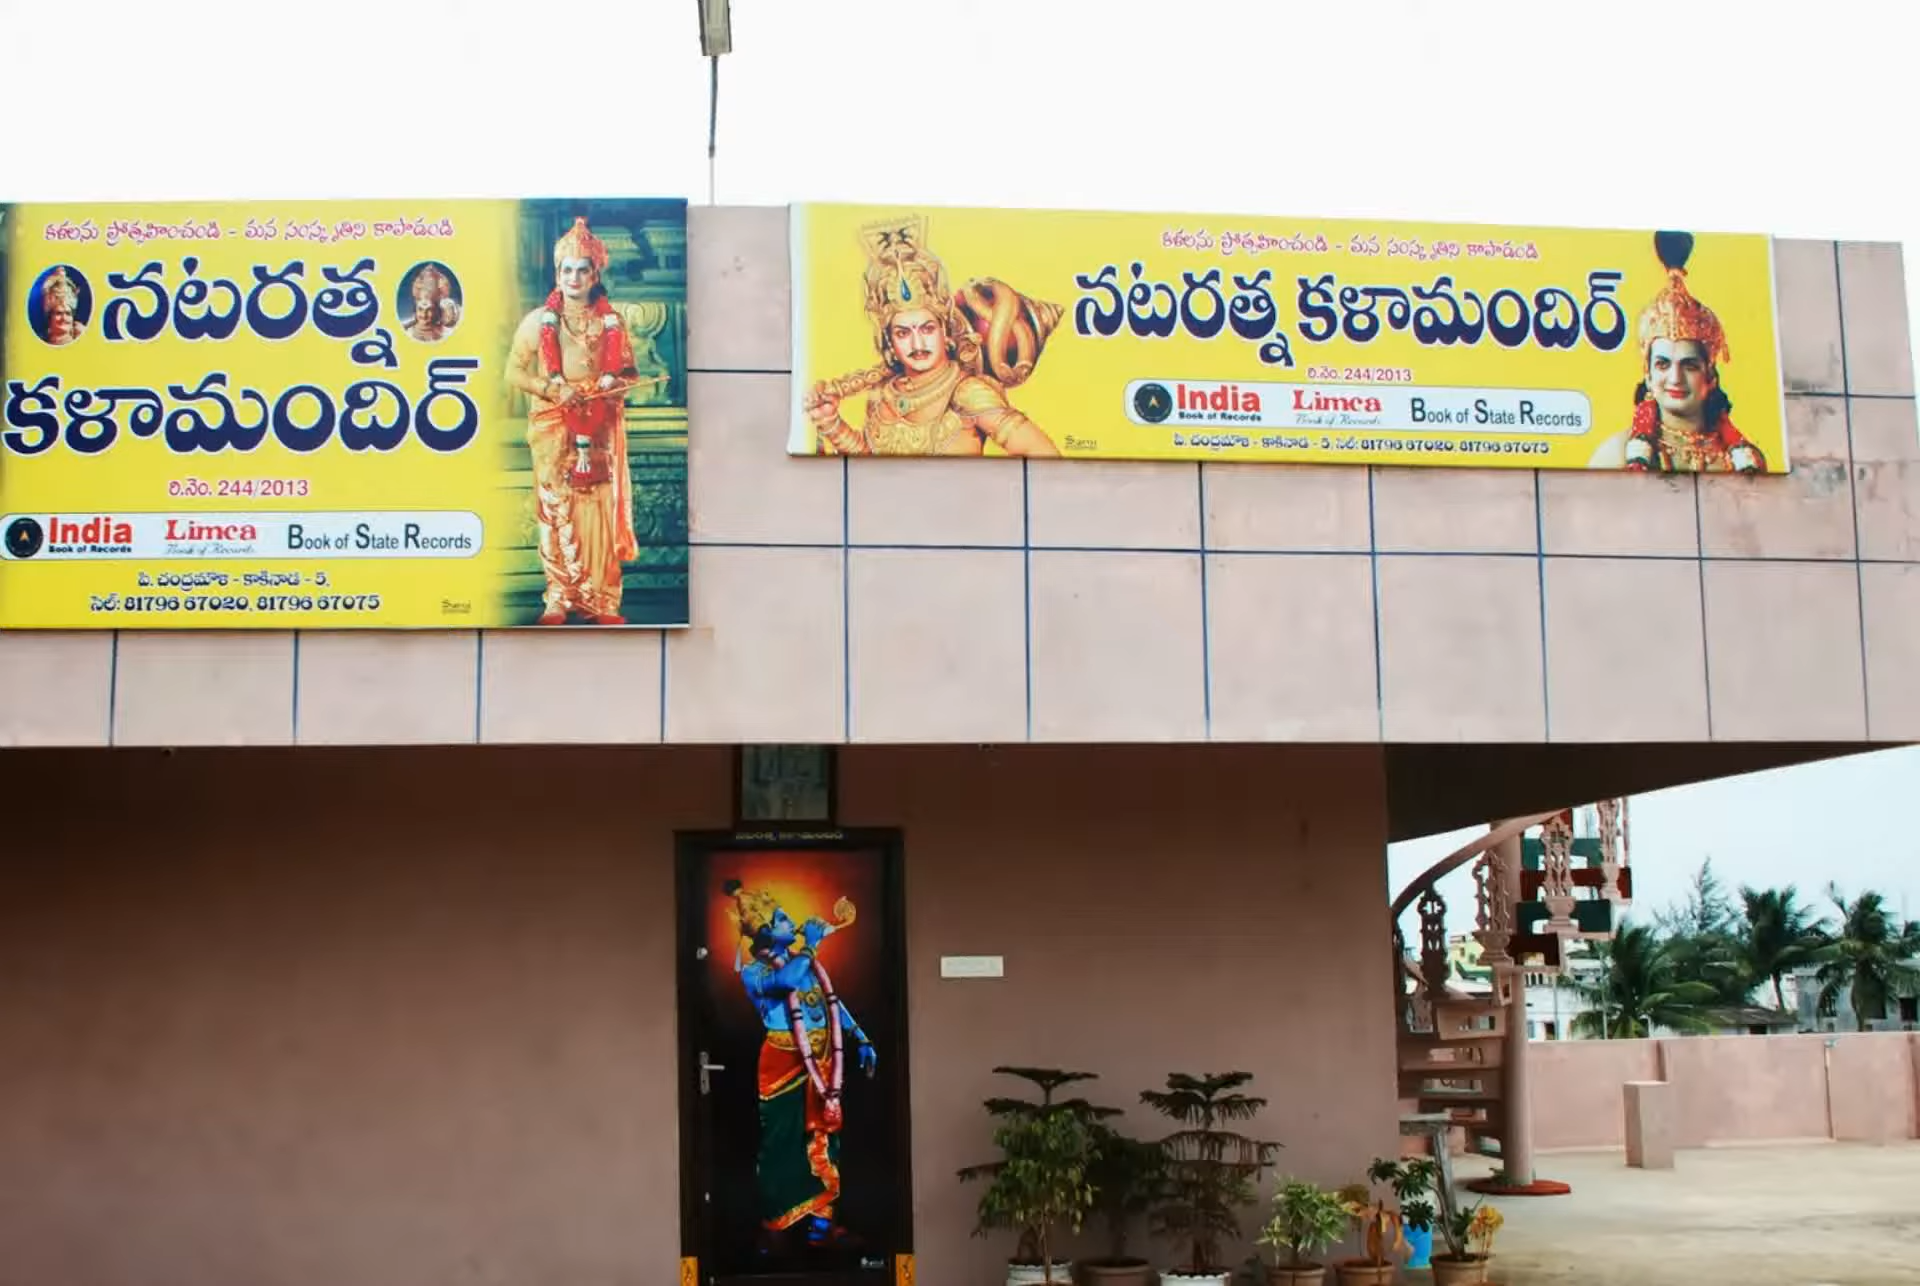 కళలను ప్రోత్సహించండి - మన సంస్కృతిని కాపాడండి
నటరత్న
కళామందిర్
రి.నెం. 244/2013
India Book of Records Limca Book of Records Book of State Records
పి. చంద్రమౌళి - కాకినాడ - 5,
సెల్: 81796 67020, 81796 67075
కళలను ప్రోత్సహించండి - మన సంస్కృతిని కాపాడండి
నటరత్న కళామందిర్
రి.నెం. 244/2013
India Book of Records Limca Book of Records Book of State Records
పి. చంద్రమౌళి - కాకినాడ - 5, సెల్: 81796 67020, 81796 67075
నటరత్న కళామందిర్